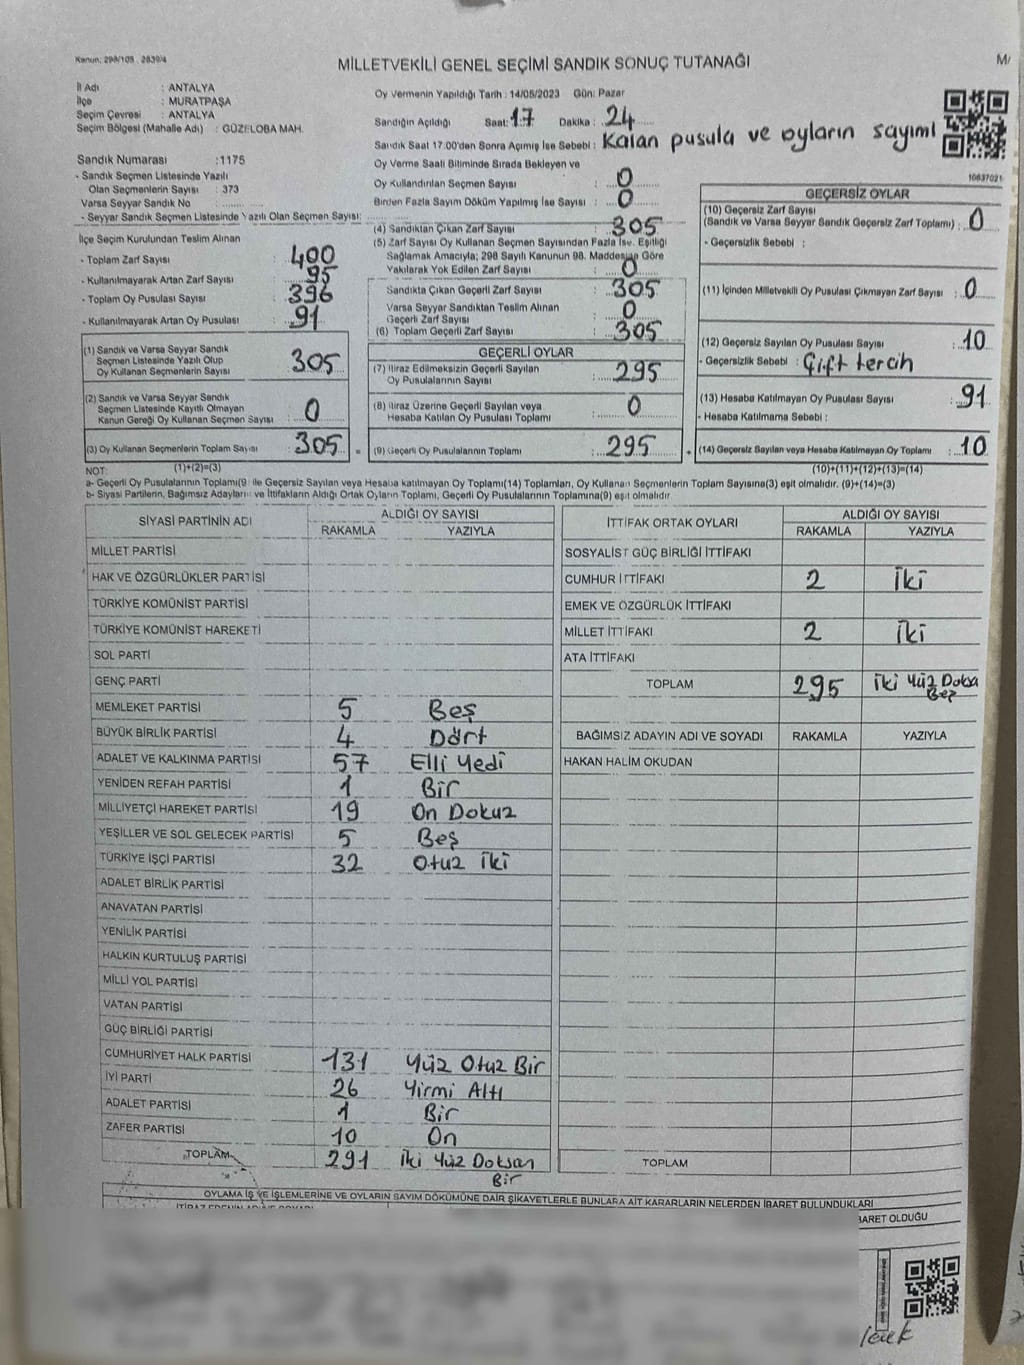 Kanun: 298/105 . 2839/4
MİLLETVEKİLİ GENEL SEÇİMİ SANDIK SONUÇ TUTANAĞI
M/
İl Adı : ANTALYA
İlçe : MURATPAŞA
Seçim Çevresi : ANTALYA
Seçim Bölgesi (Mahalle Adı) : GÜZELOBA MAH.
Sandık Numarası :1175
- Sandık Seçmen Listesinde Yazılı
Olan Seçmenlerin Sayısı : 373
Varsa Seyyar Sandık No :
- Seyyar Sandık Seçmen Listesinde Yazılı Olan Seçmen Sayısı:
İlçe Seçim Kurulundan Teslim Alınan
- Toplam Zarf Sayısı : 400
- Kullanılmayarak Artan Zarf Sayısı : 95
- Toplam Oy Pusulası Sayısı : 396
- Kullanılmayarak Artan Oy Pusulası : 91
(1) Sandık ve Varsa Seyyar Sandık
Seçmen Listesinde Yazılı Olup
Oy Kullanan Seçmenlerin Sayısı : 305
(2) Sandık ve Varsa Seyyar Sandık
Seçmen Listesinde Kayıtlı Olmayan
Kanun Gereği Oy Kullanan Seçmen Sayısı : 0
(3) Oy Kullanan Seçmenlerin Toplam Sayısı : 305
Oy Vermenin Yapıldığı Tarih : 14/05/2023 Gün: Pazar
Sandığın Açıldığı Saat: 17 Dakika : 24
Sandık Saat 17.00'den Sonra Açımış İse Sebebi : Kalan pusula ve oyların sayımı
Oy Verme Saati Bitiminde Sırada Bekleyen ve
Oy Kullandırılan Seçmen Sayısı : 0
Birden Fazla Sayım Döküm Yapılmış İse Sayısı : 0
(4) Sandıktan Çıkan Zarf Sayısı : 305
(5) Zarf Sayısı Oy Kullanan Seçmen Sayısından Fazla İse, Eşitliği
Sağlamak Amacıyla; 298 Sayılı Kanunun 98. Maddesine Göre
Yakılarak Yok Edilen Zarf Sayısı : 0
Sandıkta Çıkan Geçerli Zarf Sayısı : 305
Varsa Seyyar Sandıktan Teslim Alınan
Geçerli Zarf Sayısı : 0
(6) Toplam Geçerli Zarf Sayısı : 305
GEÇERLİ OYLAR
(7) İtiraz Edilmeksizin Geçerli Sayılan
Oy Pusulalarının Sayısı : 295
(8) İtiraz Üzerine Geçerli Sayılan veya
Hesaba Katılan Oy Pusulası Toplamı : 0
= (9) Geçerli Oy Pusulalarının Toplamı : 295
10637021
GEÇERSİZ OYLAR
(10) Geçersiz Zarf Sayısı
(Sandık ve Varsa Seyyar Sandık Geçersiz Zarf Toplamı) : 0
- Geçersizlik Sebebi :
(11) İçinden Milletvekili Oy Pusulası Çıkmayan Zarf Sayısı : 0
(12) Geçersiz Sayılan Oy Pusulası Sayısı : 10
- Geçersizlik Sebebi : Çift tercih
(13) Hesaba Katılmayan Oy Pusulası Sayısı : 91
- Hesaba Katılmama Sebebi :
+ (14) Geçersiz Sayılan veya Hesaba Katılmayan Oy Toplamı : 10
NOT: (1)+(2)=(3) (10)+(11)+(12)+(13)=(14)
a- Geçerli Oy Pusulalarının Toplamı(9) ile Geçersiz Sayılan veya Hesaba katılmayan Oy Toplamı(14) Toplamları, Oy Kullanan Seçmenlerin Toplam Sayısına(3) eşit olmalıdır. (9)+(14)=(3)
b- Siyasi Partilerin, Bağımsız Adayların ve İttifakların Aldığı Ortak Oyların Toplamı, Geçerli Oy Pusulalarının Toplamına(9) eşit olmalıdır.
SİYASİ PARTİNİN ADI ALDIĞI OY SAYISI
RAKAMLA YAZIYLA
MİLLET PARTİSİ
HAK VE ÖZGÜRLÜKLER PARTİSİ
TÜRKİYE KOMÜNİST PARTİSİ
TÜRKİYE KOMÜNİST HAREKETİ
SOL PARTİ
GENÇ PARTİ
MEMLEKET PARTİSİ 5 Beş
BÜYÜK BİRLİK PARTİSİ 4 Dört
ADALET VE KALKINMA PARTİSİ 57 Elli Yedi
YENİDEN REFAH PARTİSİ 1 Bir
MİLLİYETÇİ HAREKET PARTİSİ 19 On Dokuz
YEŞİLLER VE SOL GELECEK PARTİSİ 5 Beş
TÜRKİYE İŞÇİ PARTİSİ 32 Otuz İki
ADALET BİRLİK PARTİSİ
ANAVATAN PARTİSİ
YENİLİK PARTİSİ
HALKIN KURTULUŞ PARTİSİ
MİLLİ YOL PARTİSİ
VATAN PARTİSİ
GÜÇ BİRLİĞİ PARTİSİ
CUMHURİYET HALK PARTİSİ 131 Yüz Otuz Bir
İYİ PARTİ 26 Yirmi Altı
ADALET PARTİSİ 1 Bir
ZAFER PARTİSİ 10 On
TOPLAM 291 İki Yüz Doksan
Bir
İTTİFAK ORTAK OYLARI ALDIĞI OY SAYISI
RAKAMLA YAZIYLA
SOSYALİST GÜÇ BİRLİĞİ İTTİFAKI
CUMHUR İTTİFAKI 2 İki
EMEK VE ÖZGÜRLÜK İTTİFAKI
MİLLET İTTİFAKI 2 İki
ATA İTTİFAKI
TOPLAM 295 İki Yüz Doksa
Beş
BAĞIMSIZ ADAYIN ADI VE SOYADI RAKAMLA YAZIYLA
HAKAN HALİM OKUDAN
TOPLAM
OYLAMA İŞ VE İŞLEMLERİNE VE OYLARIN SAYIM DÖKÜMÜNE DAİR ŞİKAYETLERLE BUNLARA AİT KARARLARIN NELERDEN İBARET BULUNDUKLARI
BARET OLDUĞU